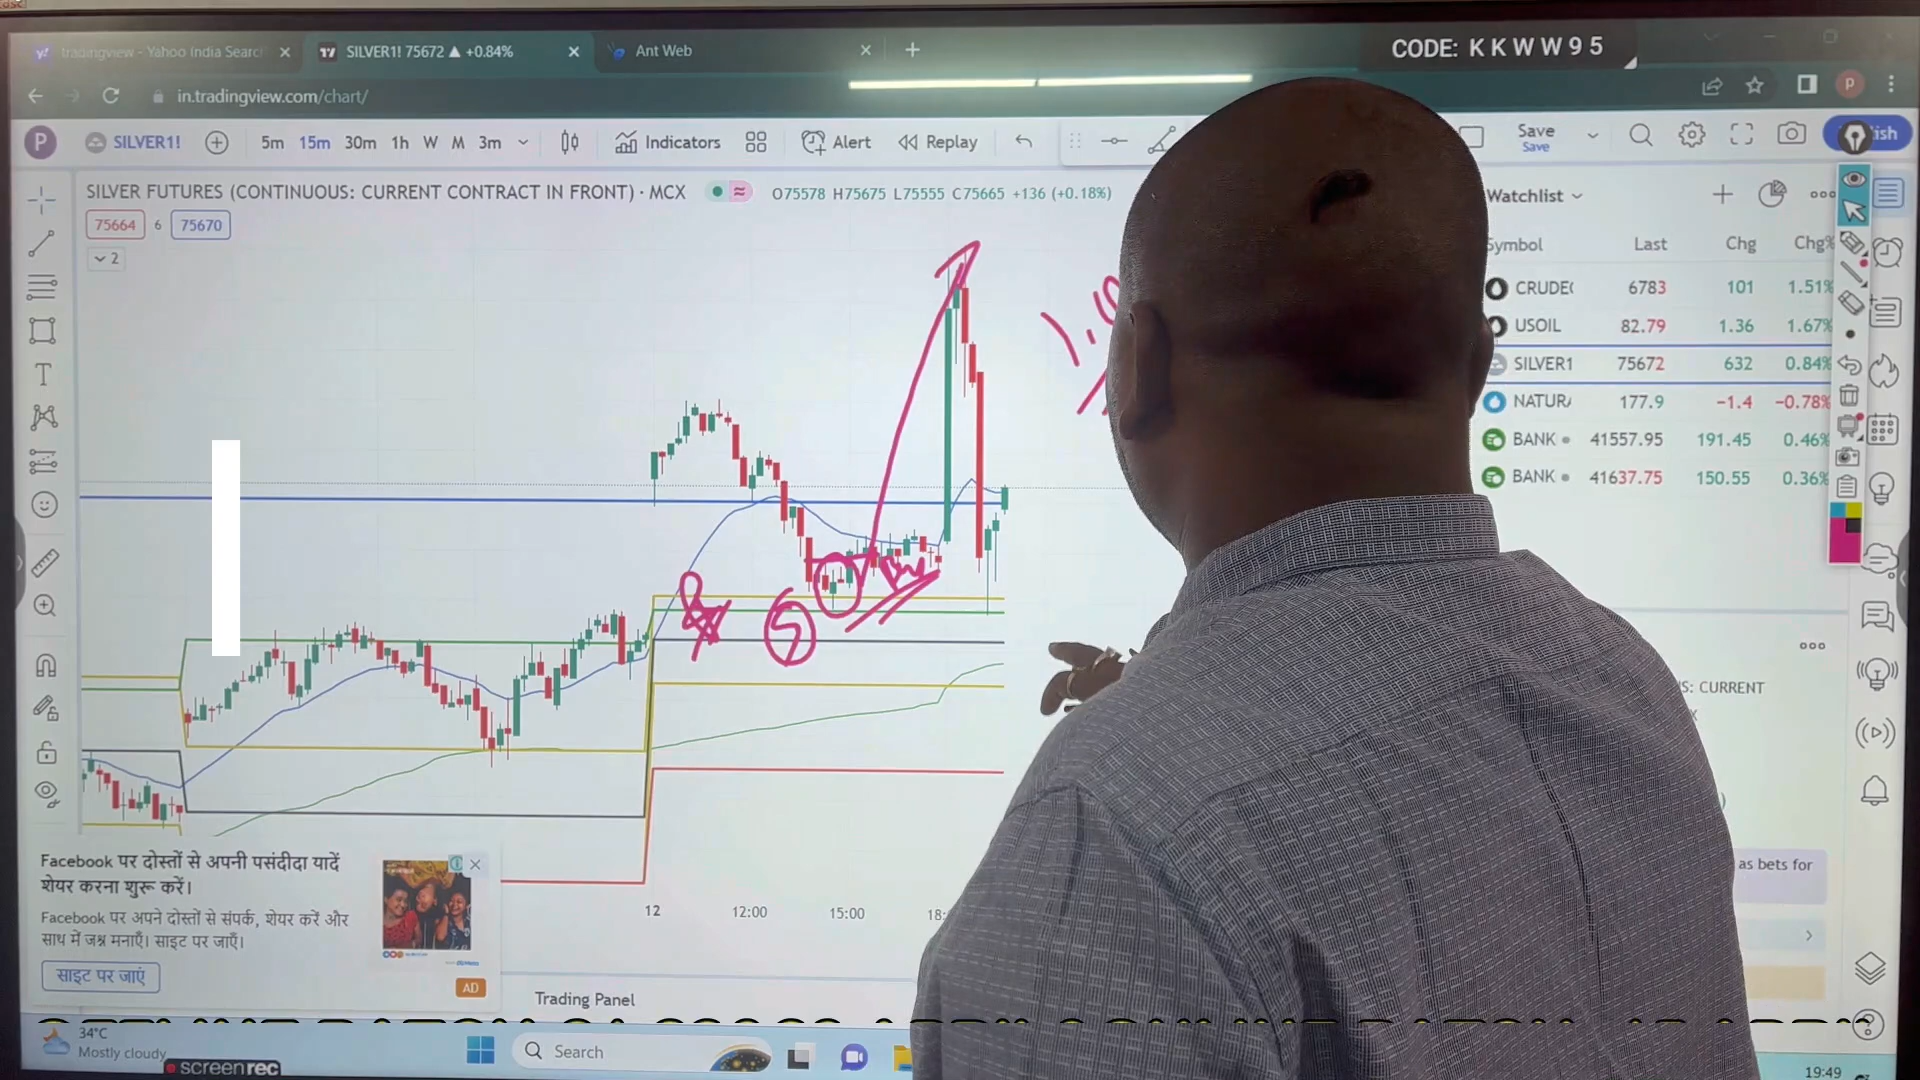 tradingview - Yahoo India Searc
SILVER1! 75672 ▲ +0.84%
Ant Web
CODE: K K W W 9 5
in.tradingview.com/chart/
P
P
SILVER1!
5m 15m 30m 1h W M 3m
Indicators
Alert
Replay
Save
Save
ish
SILVER FUTURES (CONTINUOUS: CURRENT CONTRACT IN FRONT) · MCX
O75578 H75675 L75555 C75665 +136 (+0.18%)
75664 6 75670
2
Watchlist
Symbol Last Chg Chg%
CRUDE 6783 101 1.51%
USOIL 82.79 1.36 1.67%
SILVER1 75672 632 0.84%
NATUR 177.9 −1.4 −0.78%
BANK 41557.95 191.45 0.46%
BANK 41637.75 150.55 0.36%
S: CURRENT
X
as bets for
12 12:00 15:00 18:
Facebook पर दोस्तों से अपनी पसंदीदा यादें
शेयर करना शुरू करें।
Facebook पर अपने दोस्तों से संपर्क, शेयर करें और
साथ में जश्न मनाएँ। साइट पर जाएँ।
साइट पर जाएं
AD
Trading Panel
34°C
Mostly cloudy
screenrec
Search
19:49